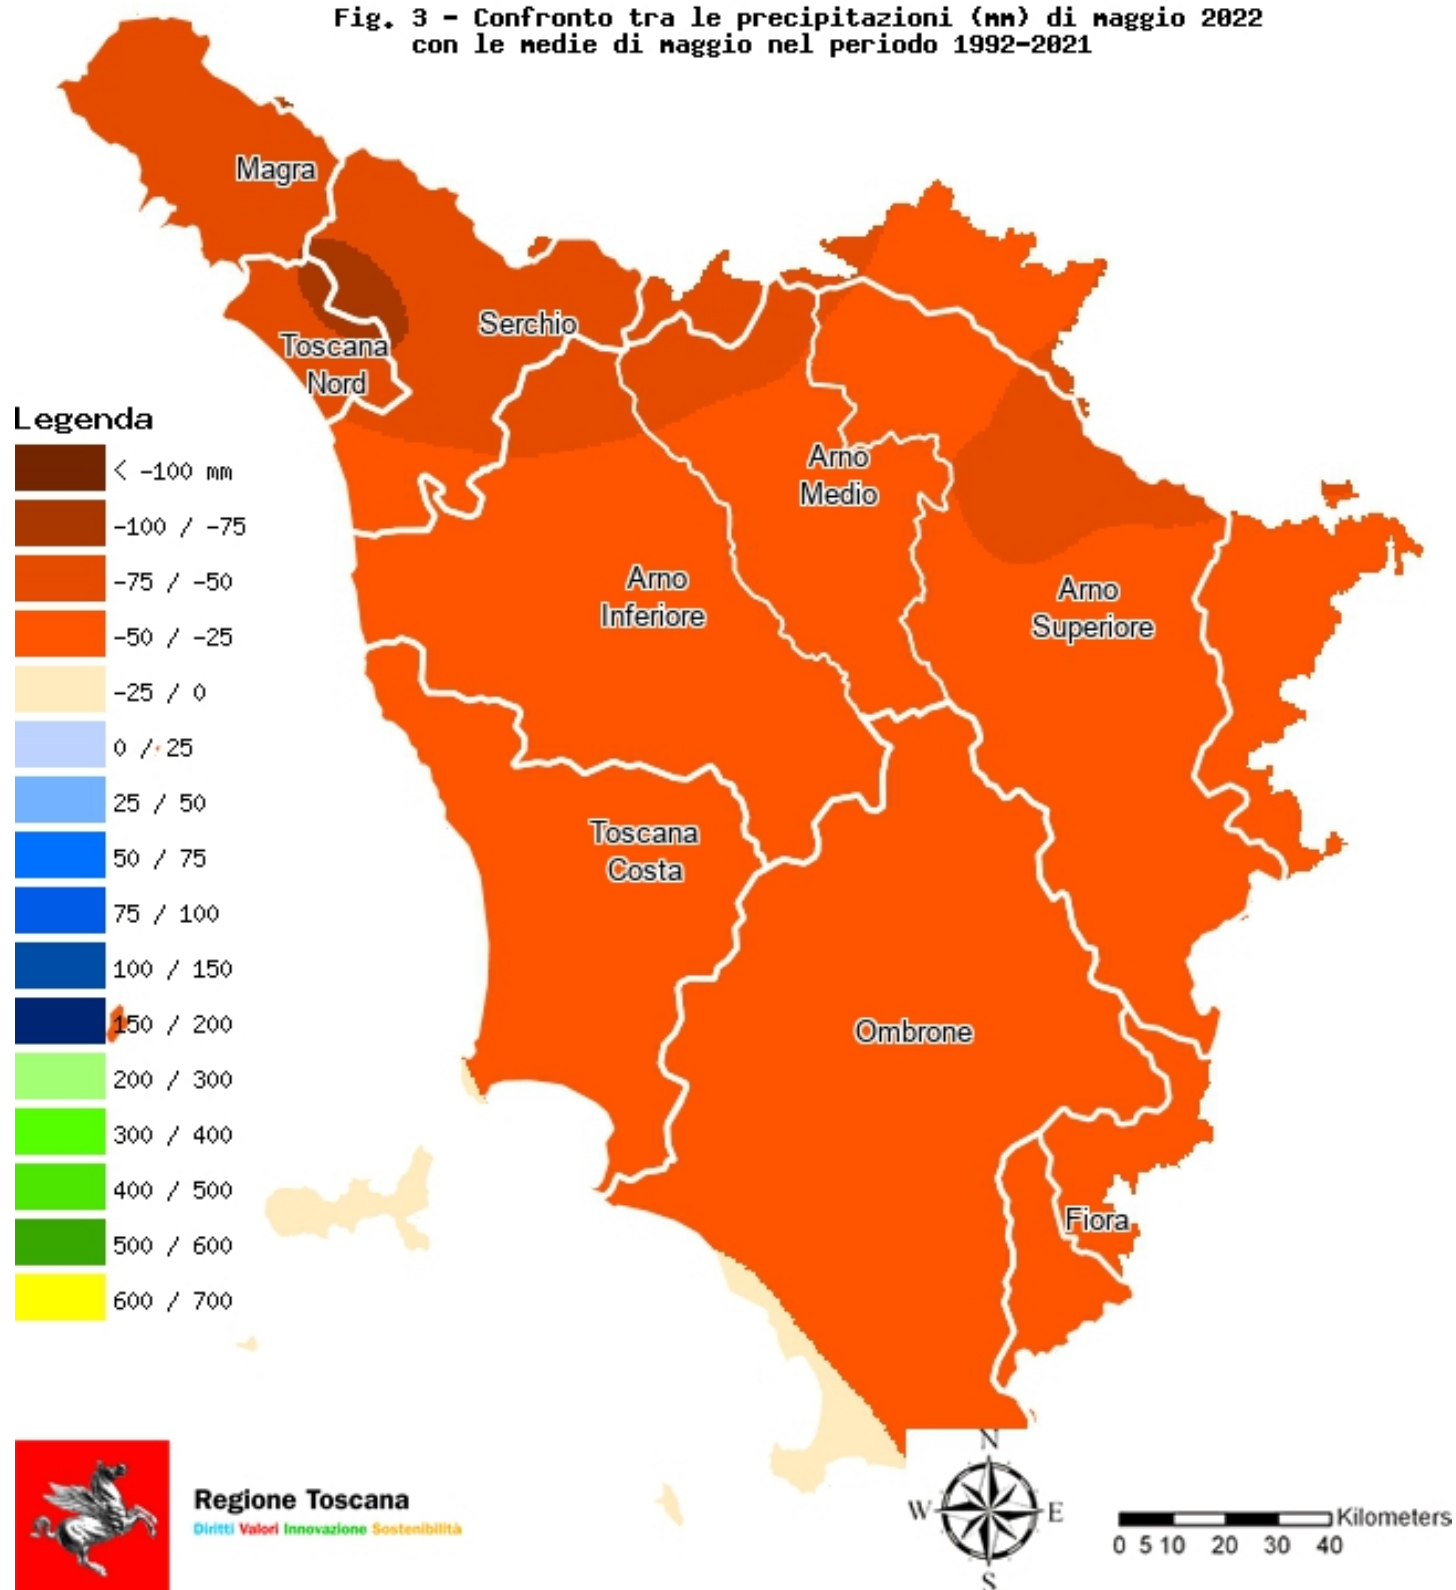 Fig. 3 - Confronto tra le precipitazioni (mm) di maggio 2022
con le medie di maggio nel periodo 1992-2021
Magra
Serchio
Toscana
Nord
Arno
Medio
Arno
Inferiore
Arno
Superiore
Toscana
Costa
Ombrone
Fiora
Legenda
< -100 mm
-100 / -75
-75 / -50
-50 / -25
-25 / 0
0 / 25
25 / 50
50 / 75
75 / 100
100 / 150
150 / 200
200 / 300
300 / 400
400 / 500
500 / 600
600 / 700
Regione Toscana
Diritti Valori Innovazione Sostenibilità
N
W E
S
Kilometers
0 5 10 20 30 40